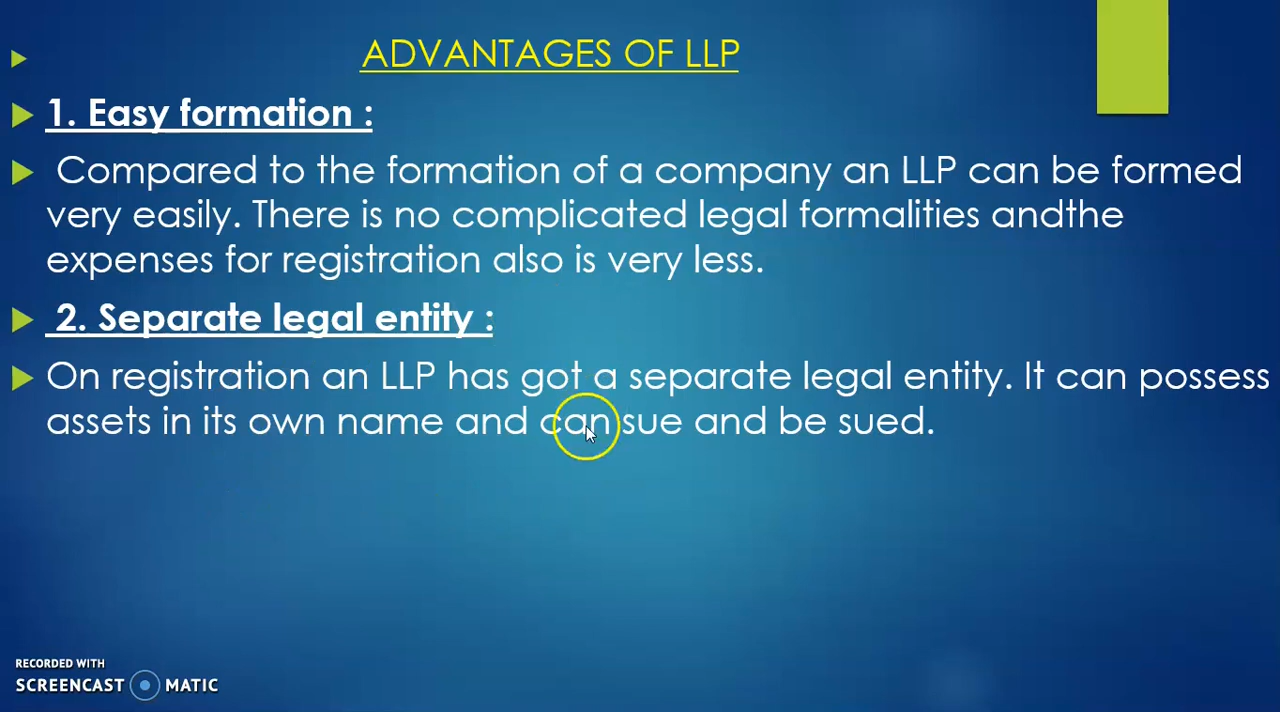 ADVANTAGES OF LLP
1. Easy formation :
Compared to the formation of a company an LLP can be formed
very easily. There is no complicated legal formalities andthe
expenses for registration also is very less.
2. Separate legal entity :
On registration an LLP has got a separate legal entity. It can possess
assets in its own name and can sue and be sued.
RECORDED WITH
SCREENCAST MATIC